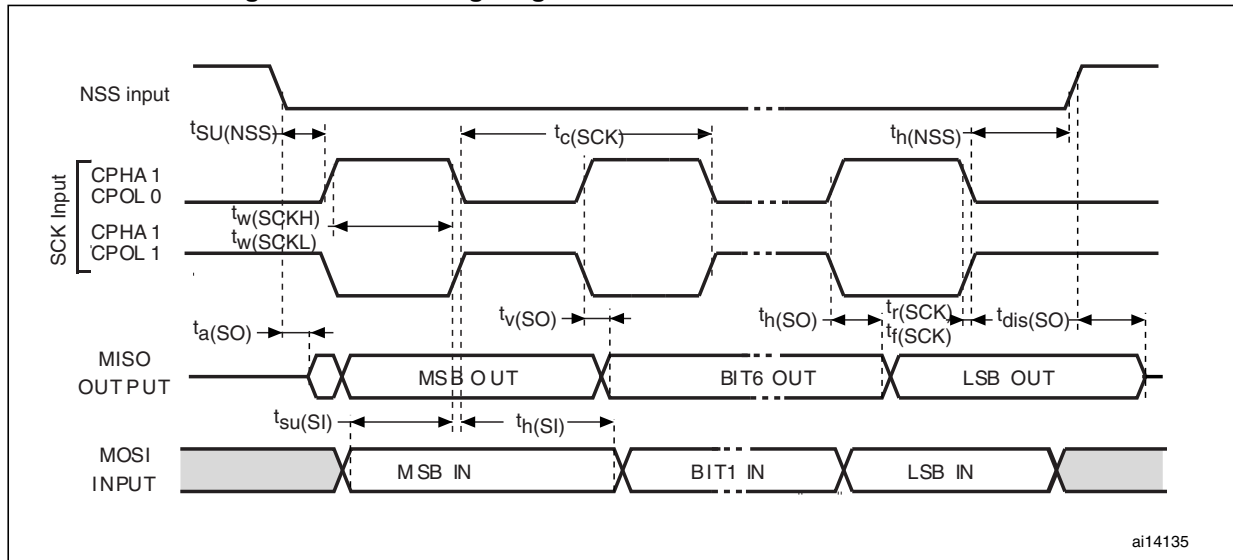 NSS input
tSU(NSS)
tc(SCK)
th(NSS)
SCK Input
CPHA 1
CPOL 0
tw(SCKH)
tw(SCKL)
CPHA 1
CPOL 1
ta(SO)
tv(SO)
th(SO)
tr(SCK)
tf(SCK)
tdis(SO)
MISO
OUTPUT
MSB OUT
BIT6 OUT
LSB OUT
tsu(SI)
th(SI)
MOSI
INPUT
MSB IN
BIT1 IN
LSB IN
ai14135